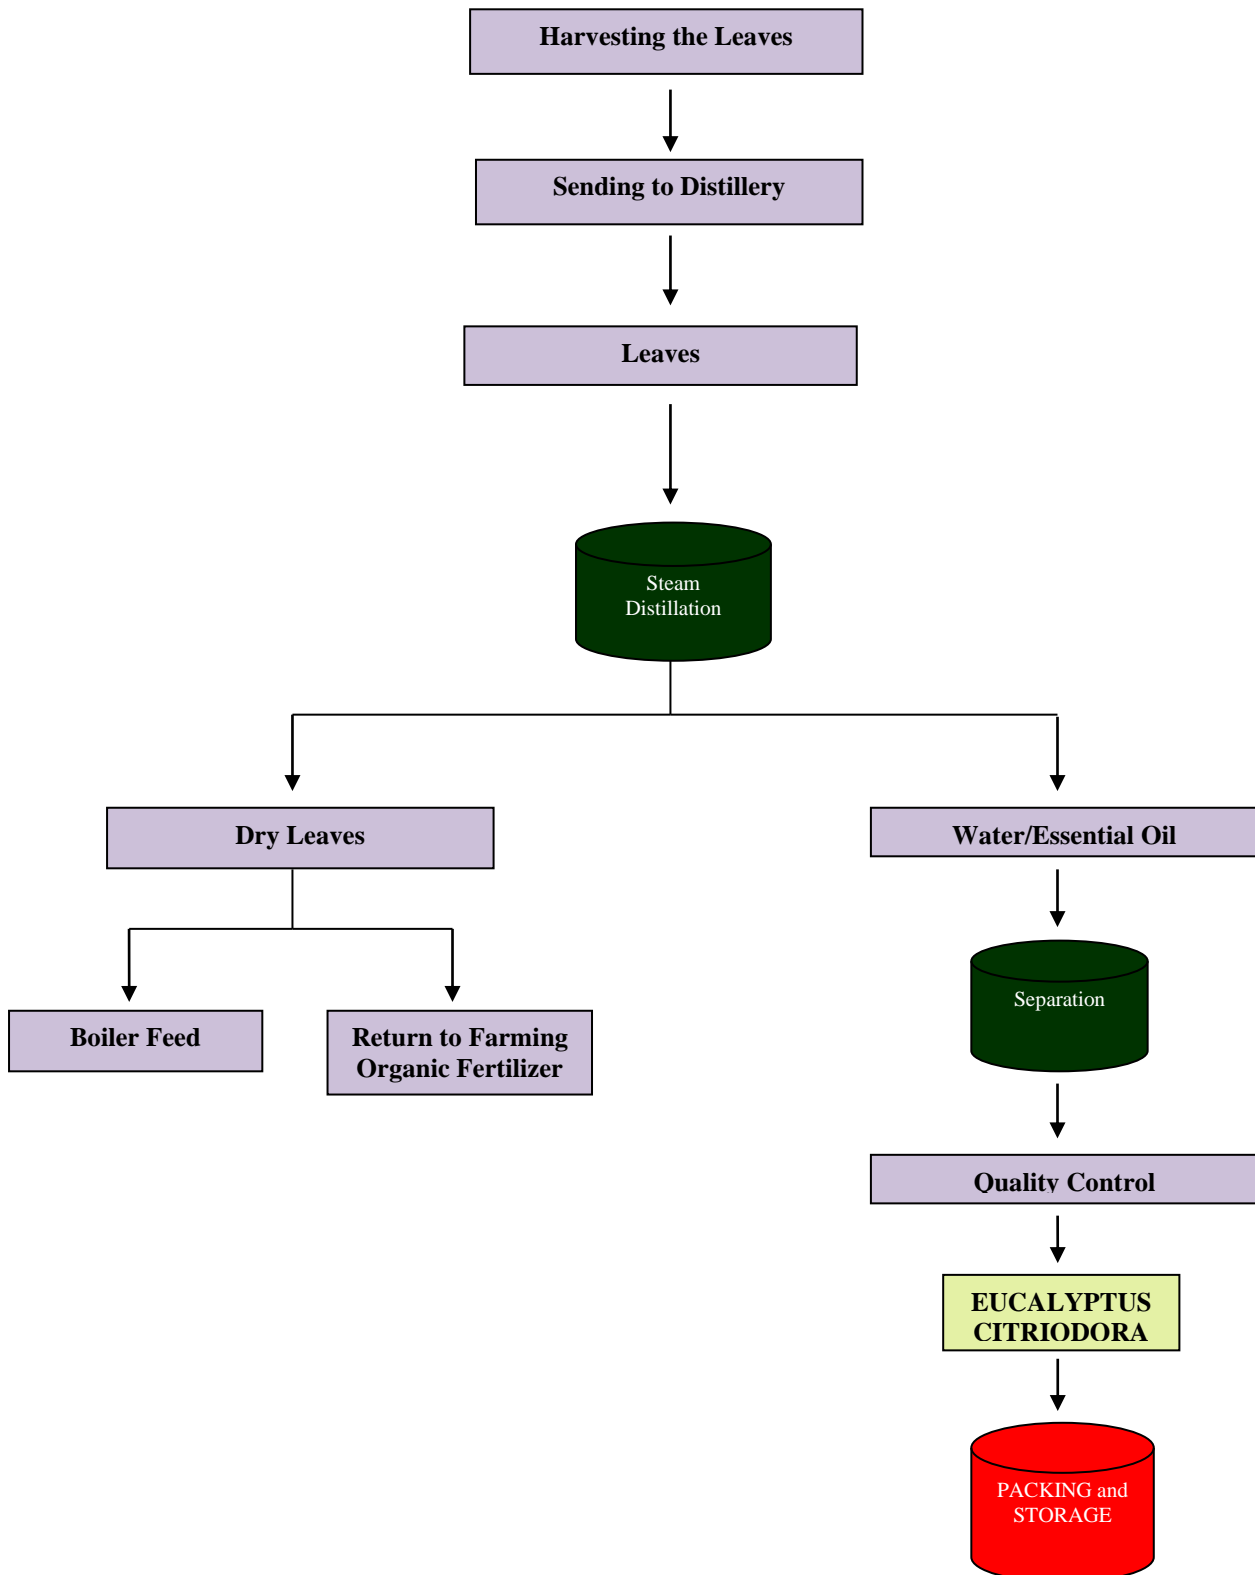 Harvesting the Leaves
Sending to Distillery
Leaves
Steam
Distillation
Dry Leaves
Water/Essential Oil
Boiler Feed
Return to Farming
Organic Fertilizer
Separation
Quality Control
EUCALYPTUS
CITRIODORA
PACKING and
STORAGE